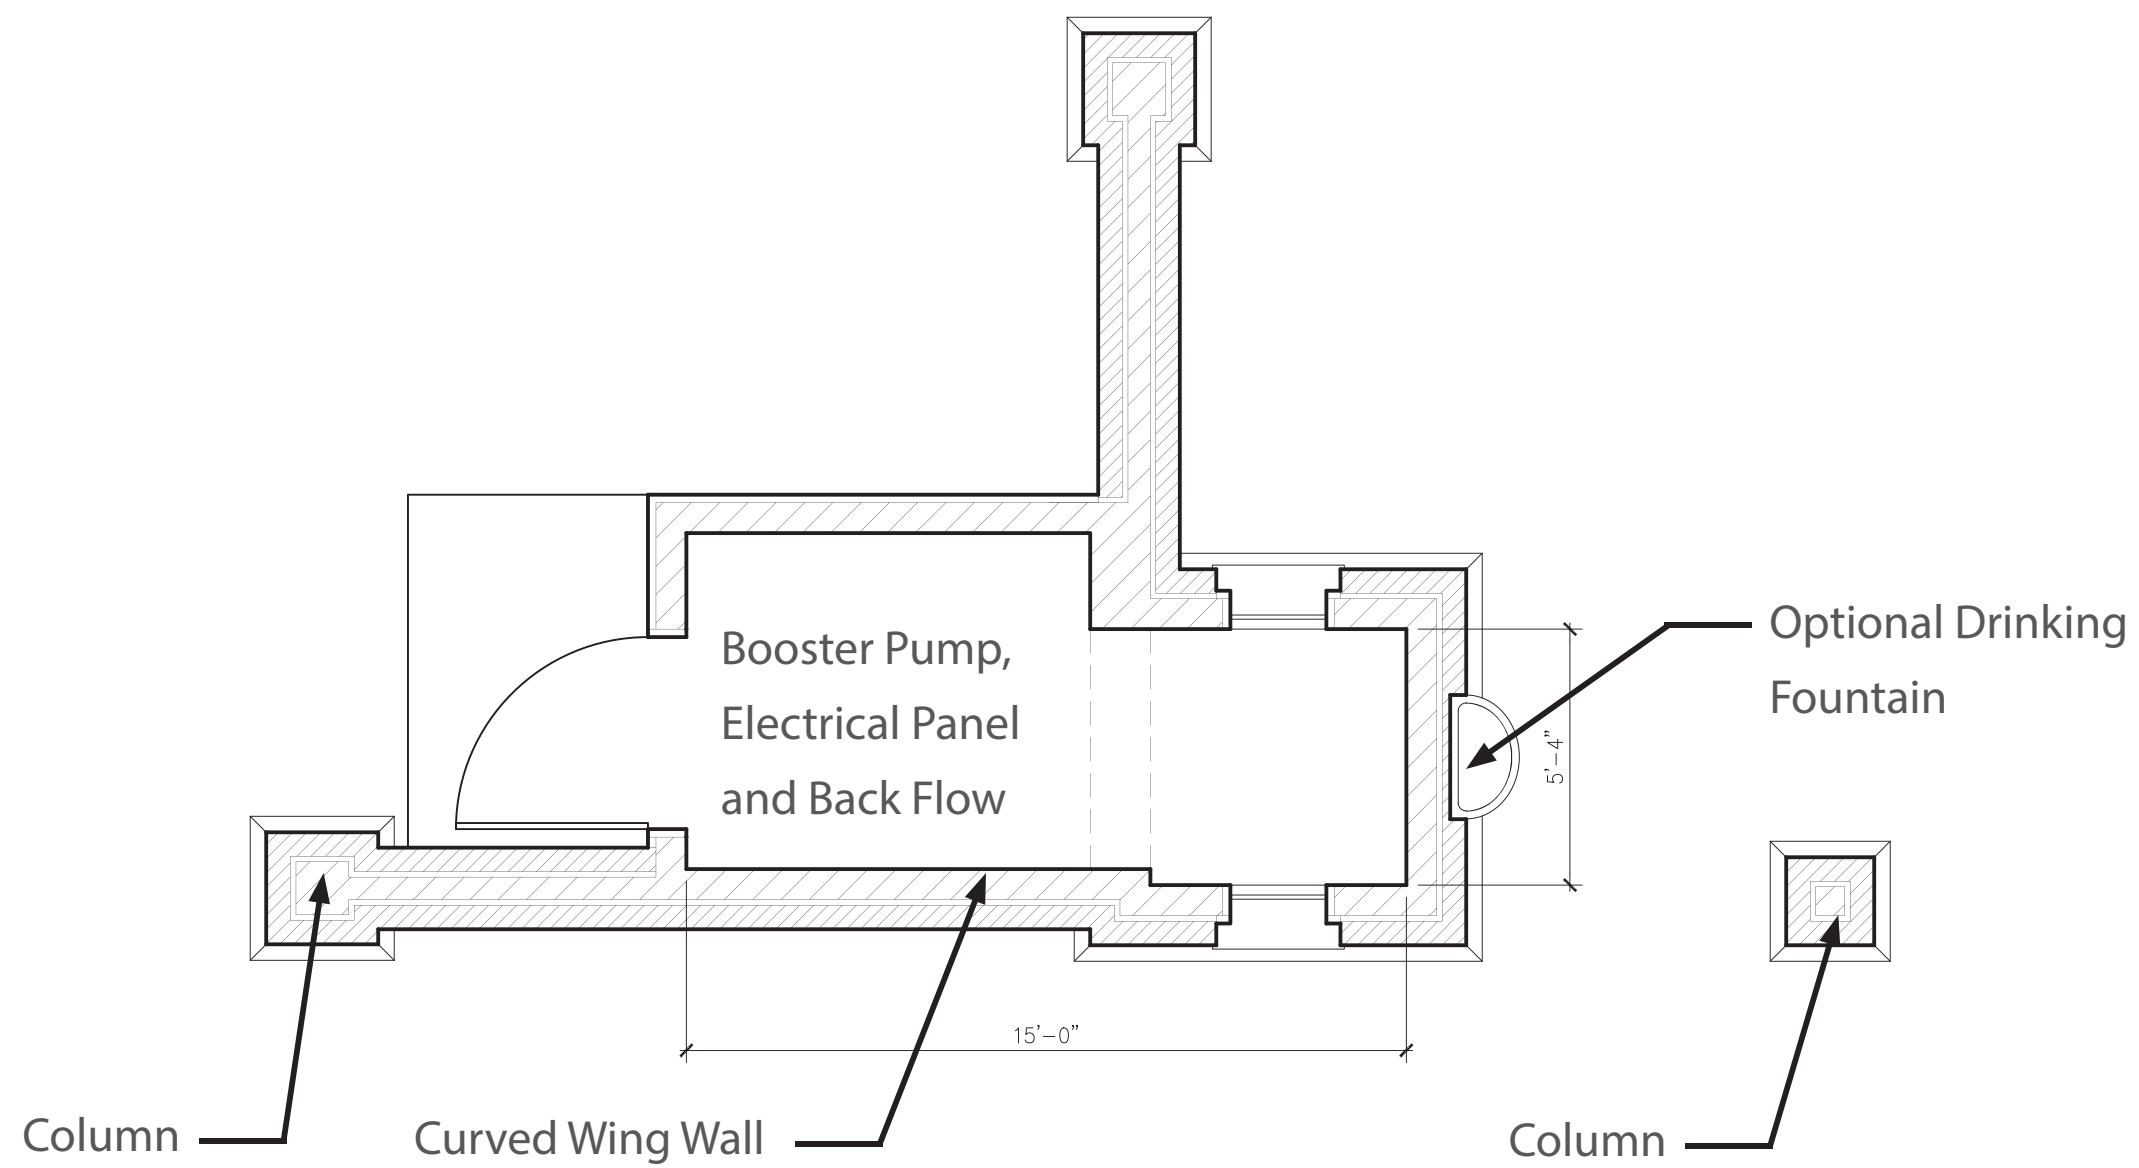 Booster Pump,
Electrical Panel
and Back Flow
Optional Drinking
Fountain
5'-4"
15'-0"
Column
Curved Wing Wall
Column